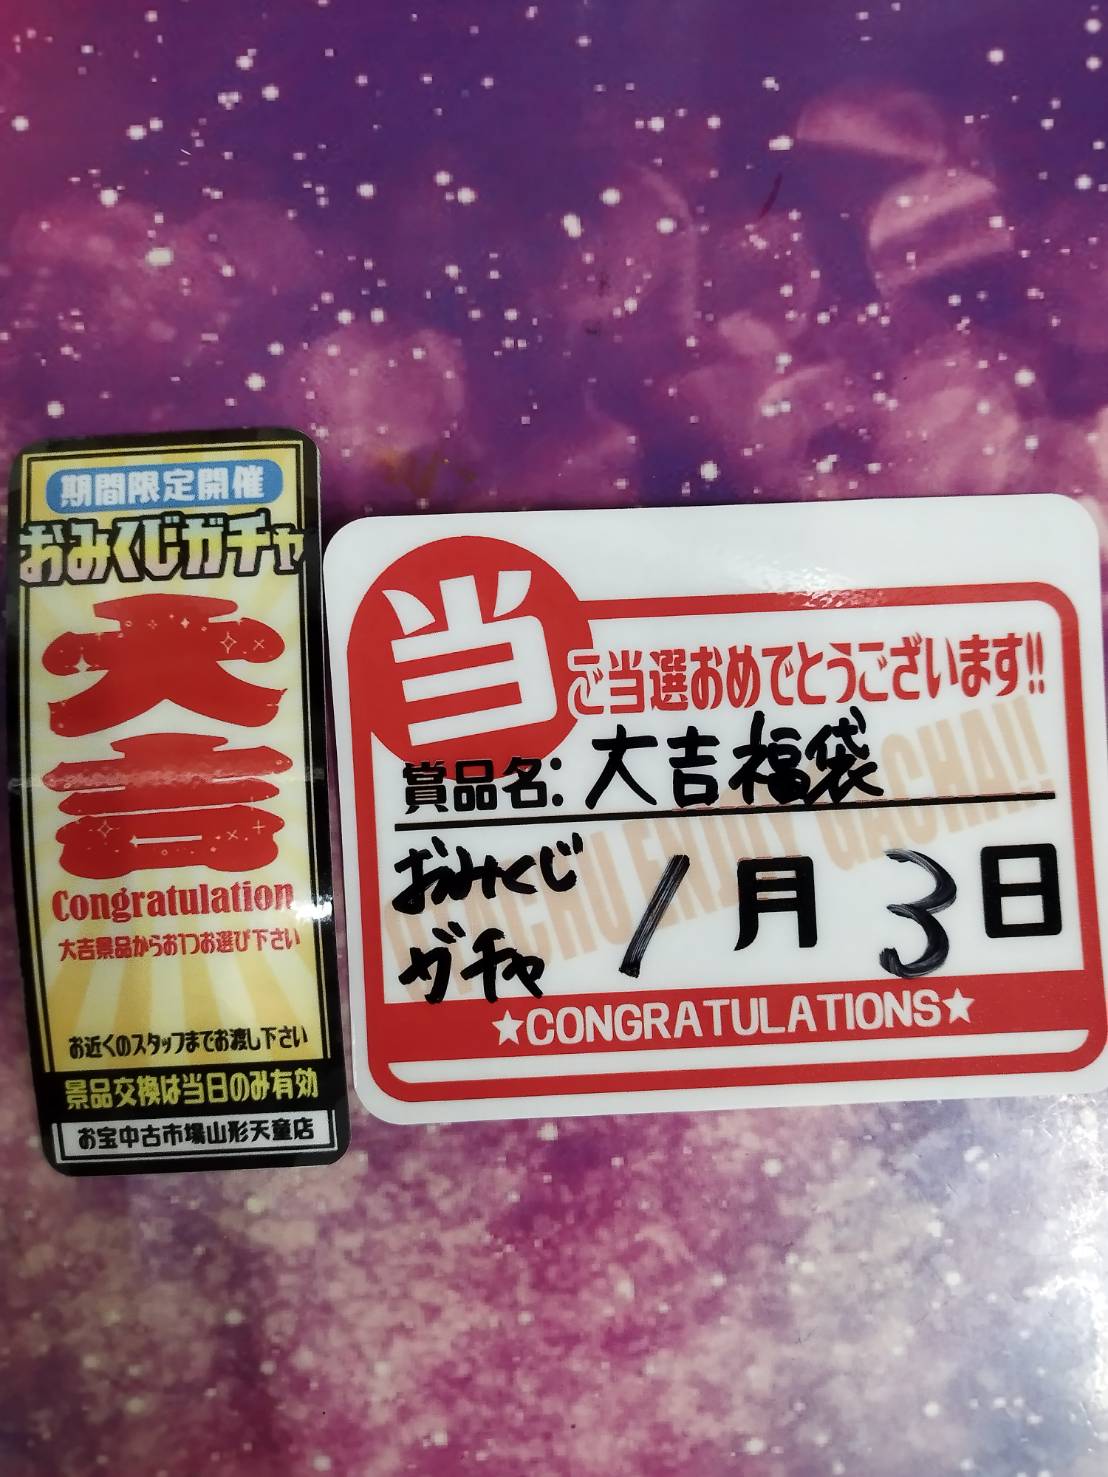 期間限定開催
おみくじガチャ
大吉
Congratulation
大吉景品からお1つお選び下さい
お近くのスタッフまでお渡し下さい
景品交換は当日のみ有効
お宝中古市場山形天童店
当
ご当選おめでとうございます!!
賞品名:大吉福袋
おみくじ
ガチャ
1月3日
OTACHU ENJOY GACHA!!
★CONGRATULATIONS★